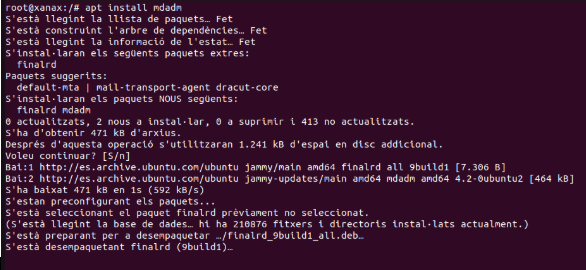 root@xanax:/# apt install mdadm
S'està llegint la llista de paquets… Fet
S'està construint l'arbre de dependències… Fet
S'està llegint la informació de l'estat… Fet
S'instal·laran els següents paquets extres:
  finalrd
Paquets suggerits:
  default-mta | mail-transport-agent dracut-core
S'instal·laran els paquets NOUS següents:
  finalrd mdadm
0 actualitzats, 2 nous a instal·lar, 0 a suprimir i 413 no actualitzats.
S'ha d'obtenir 471 kB d'arxius.
Després d'aquesta operació s'utilitzaran 1.241 kB d'espai en disc addicional.
Voleu continuar? [S/n]
Bai:1 http://es.archive.ubuntu.com/ubuntu jammy/main amd64 finalrd all 9build1 [7.306 B]
Bai:2 http://es.archive.ubuntu.com/ubuntu jammy-updates/main amd64 mdadm amd64 4.2-0ubuntu2 [464 kB]
S'ha baixat 471 kB en 1s (592 kB/s)
S'estan preconfigurant els paquets...
S'està seleccionant el paquet finalrd prèviament no seleccionat.
(S'està llegint la base de dades… hi ha 210876 fitxers i directoris instal·lats actualment.)
S'està preparant per a desempaquetar …/finalrd_9build1_all.deb…
S'està desempaquetant finalrd (9build1)…